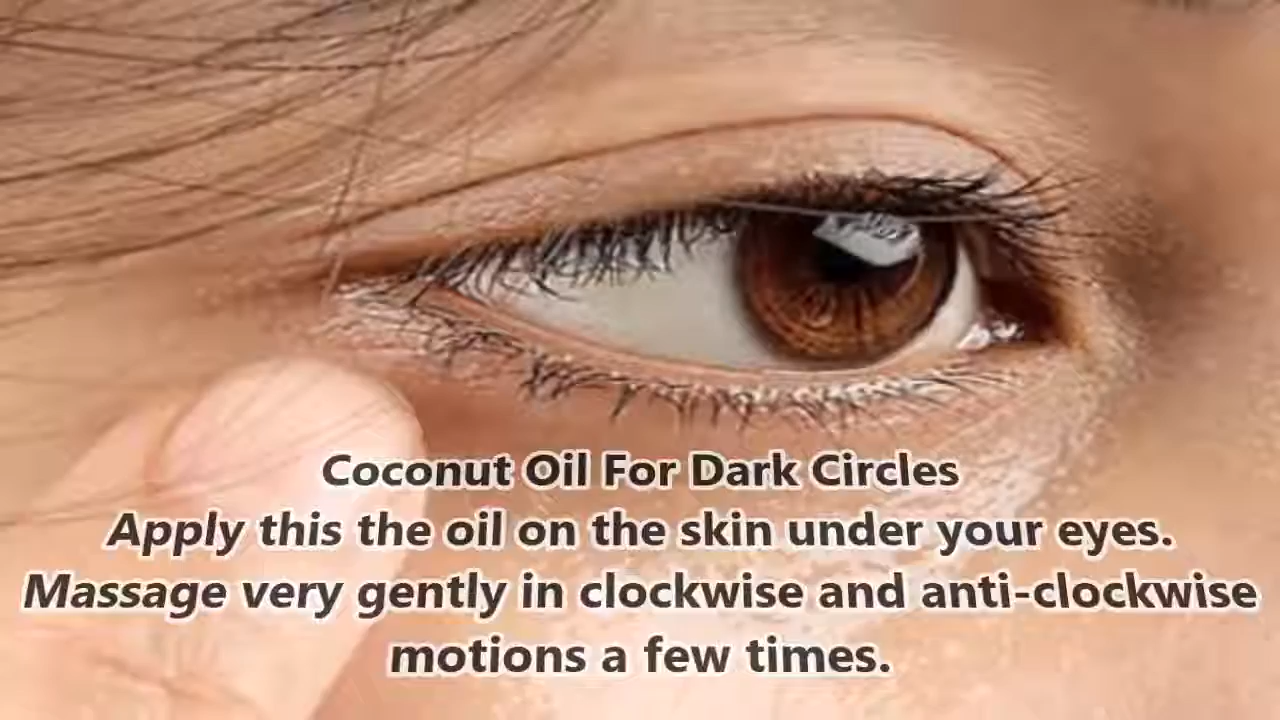 Coconut Oil For Dark Circles
Apply this the oil on the skin under your eyes.
Massage very gently in clockwise and anti-clockwise
motions a few times.